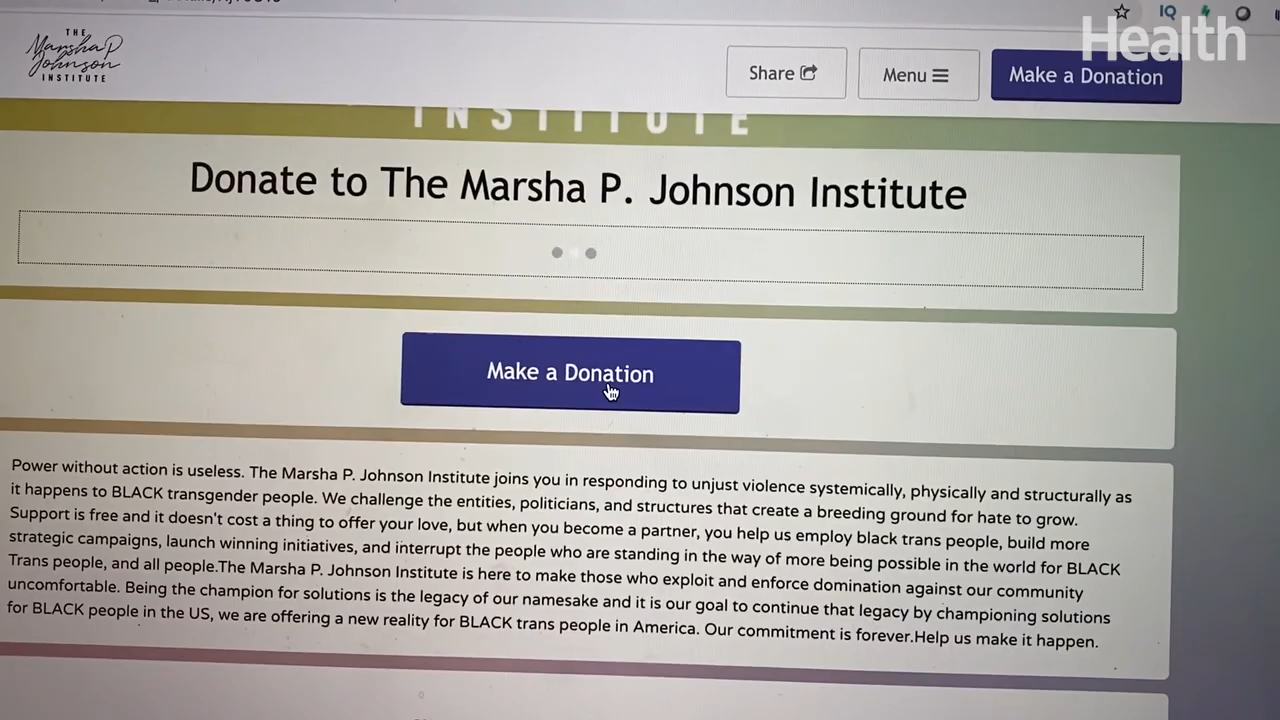 IQ
Health
THE
Marsha P
Johnson
INSTITUTE
Share
Menu
Make a Donation
INSTITUTE
Donate to The Marsha P. Johnson Institute
Make a Donation
Power without action is useless. The Marsha P. Johnson Institute joins you in responding to unjust violence systemically, physically and structurally as
it happens to BLACK transgender people. We challenge the entities, politicians, and structures that create a breeding ground for hate to grow.
Support is free and it doesn't cost a thing to offer your love, but when you become a partner, you help us employ black trans people, build more
strategic campaigns, launch winning initiatives, and interrupt the people who are standing in the way of more being possible in the world for BLACK
Trans people, and all people.The Marsha P. Johnson Institute is here to make those who exploit and enforce domination against our community
uncomfortable. Being the champion for solutions is the legacy of our namesake and it is our goal to continue that legacy by championing solutions
for BLACK people in the US, we are offering a new reality for BLACK trans people in America. Our commitment is forever.Help us make it happen.